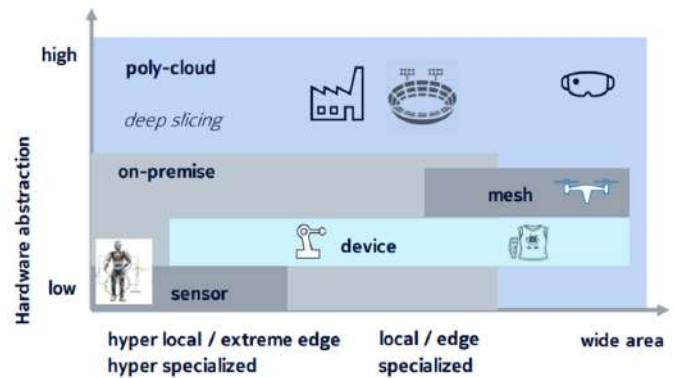 high
poly-cloud
deep slicing
on-premise
mesh
device
low
sensor
Hardware abstraction
hyper local / extreme edge
hyper specialized
local / edge
specialized
wide area